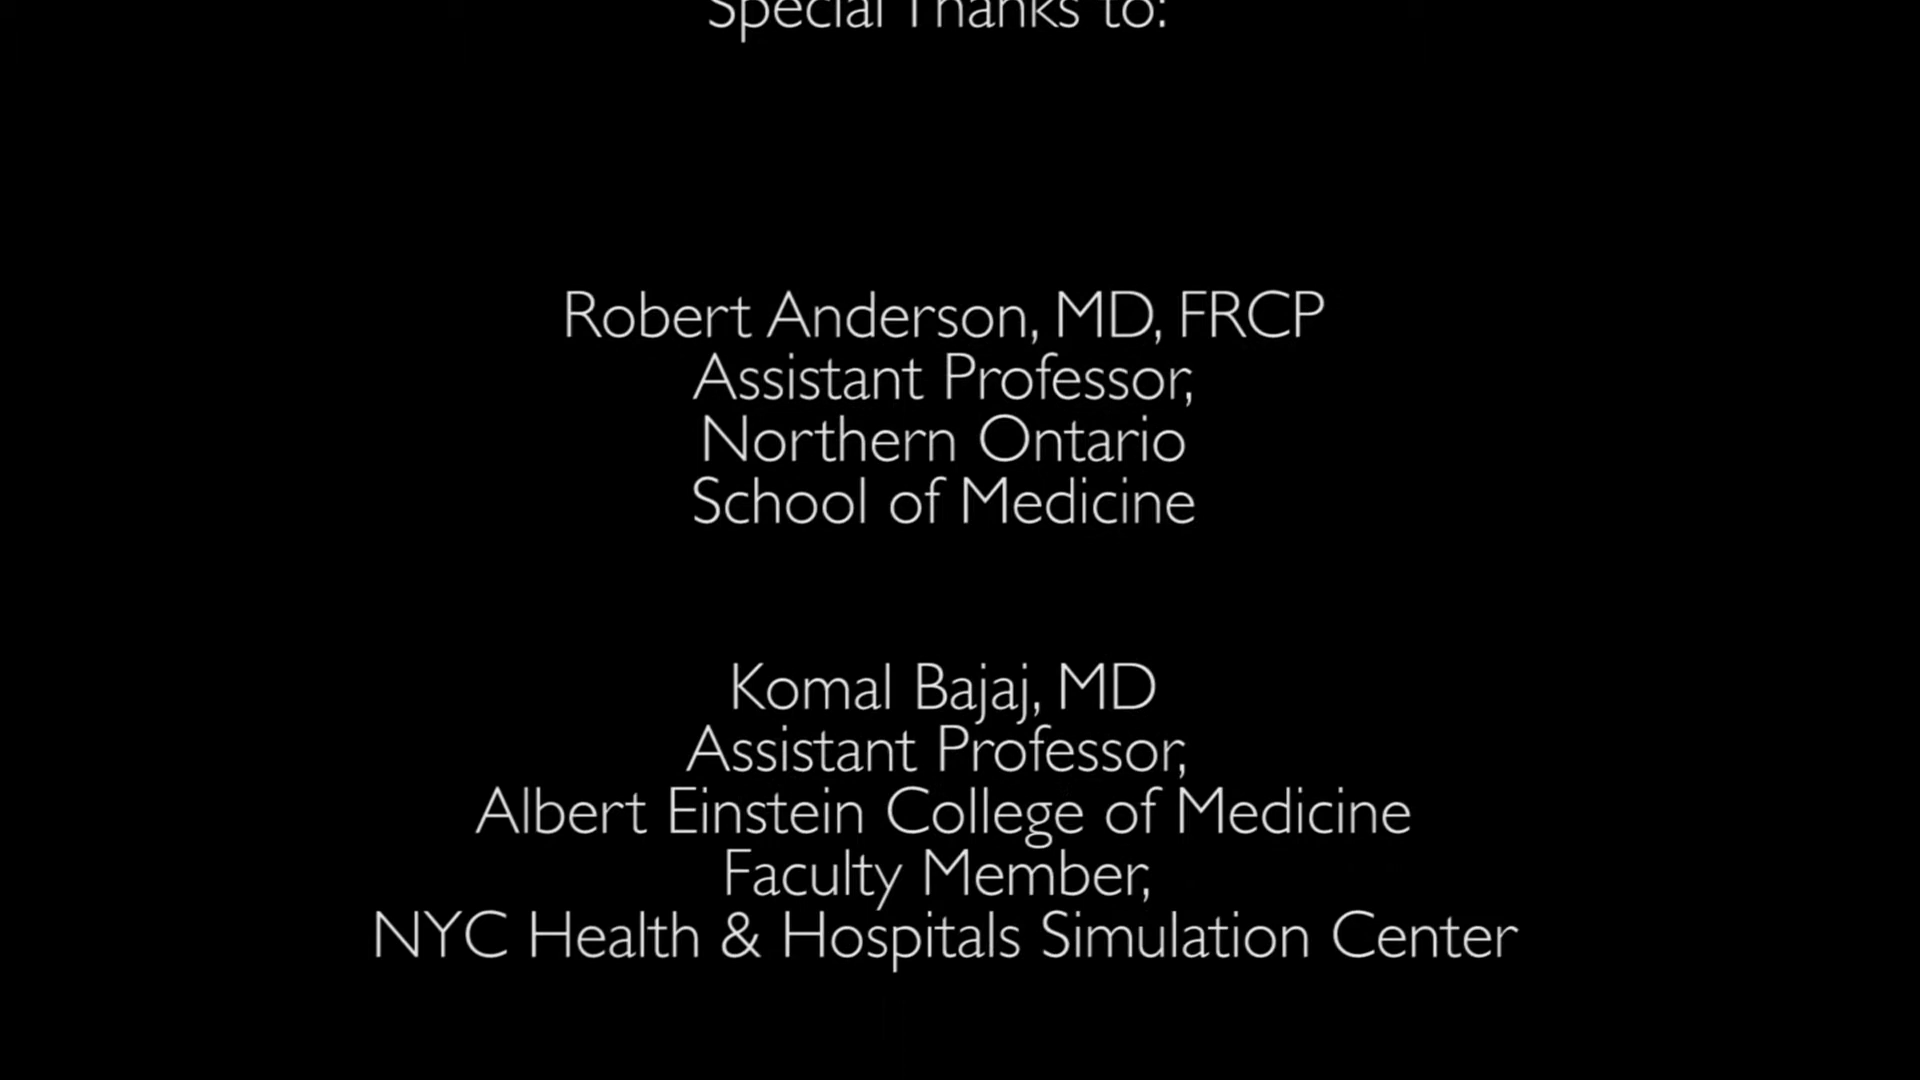 Special Thanks to:
Robert Anderson, MD, FRCP
Assistant Professor,
Northern Ontario
School of Medicine
Komal Bajaj, MD
Assistant Professor,
Albert Einstein College of Medicine
Faculty Member,
NYC Health & Hospitals Simulation Center